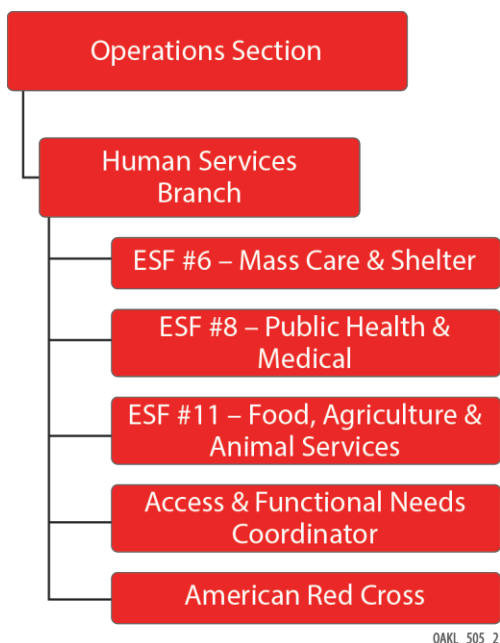 Operations Section
Human Services
Branch
ESF #6 – Mass Care & Shelter
ESF #8 – Public Health &
Medical
ESF #11 – Food, Agriculture &
Animal Services
Access & Functional Needs
Coordinator
American Red Cross
OAKL_505_2